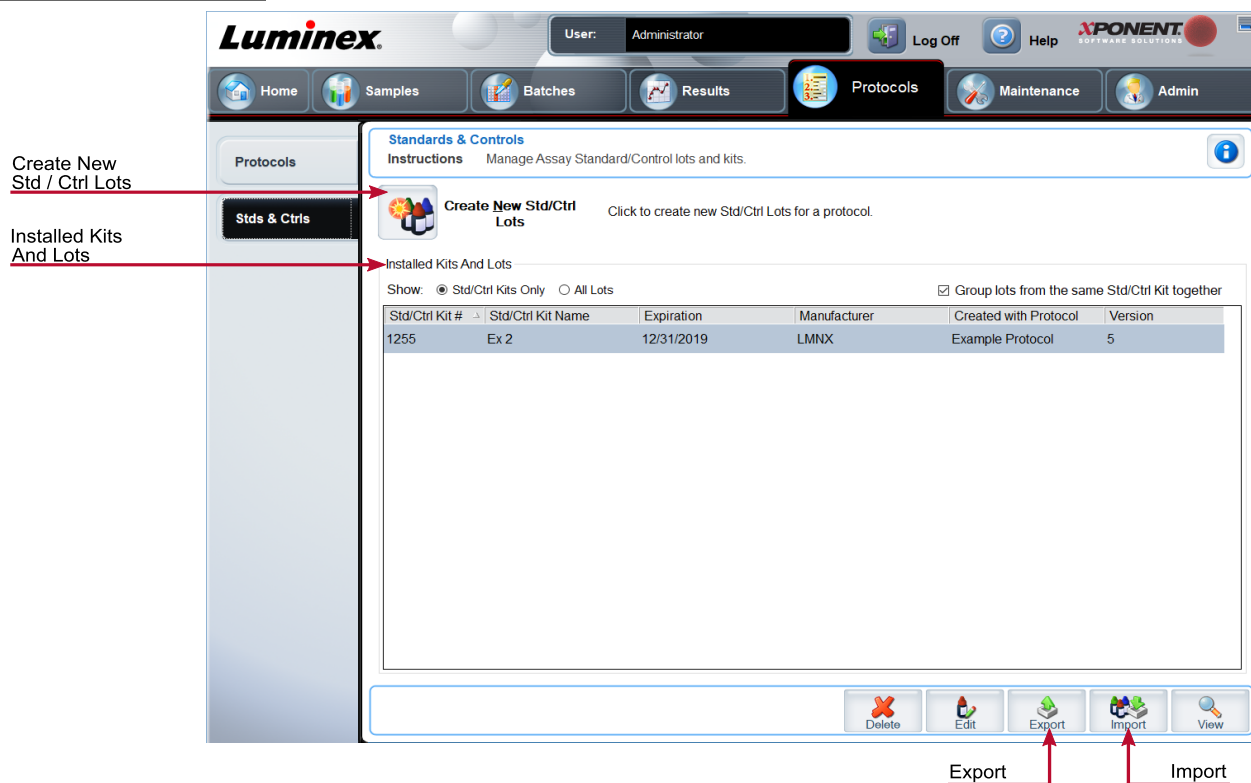 Luminex
User: Administrator
Log Off
Help
XPONENT
SOFTWARE SOLUTIONS
Home
Samples
Batches
Results
Protocols
Maintenance
Admin
Protocols
Stds & Ctrls
Standards & Controls
Instructions Manage Assay Standard/Control lots and kits.
Create New
Std / Ctrl Lots
Create New Std/Ctrl
Lots
Click to create new Std/Ctrl Lots for a protocol.
Installed Kits
And Lots
Installed Kits And Lots
Show: Std/Ctrl Kits Only All Lots
Group lots from the same Std/Ctrl Kit together
Std/Ctrl Kit # Std/Ctrl Kit Name Expiration Manufacturer Created with Protocol Version
1255 Ex 2 12/31/2019 LMNX Example Protocol 5
Delete
Edit
Export
Import
View
Export
Import